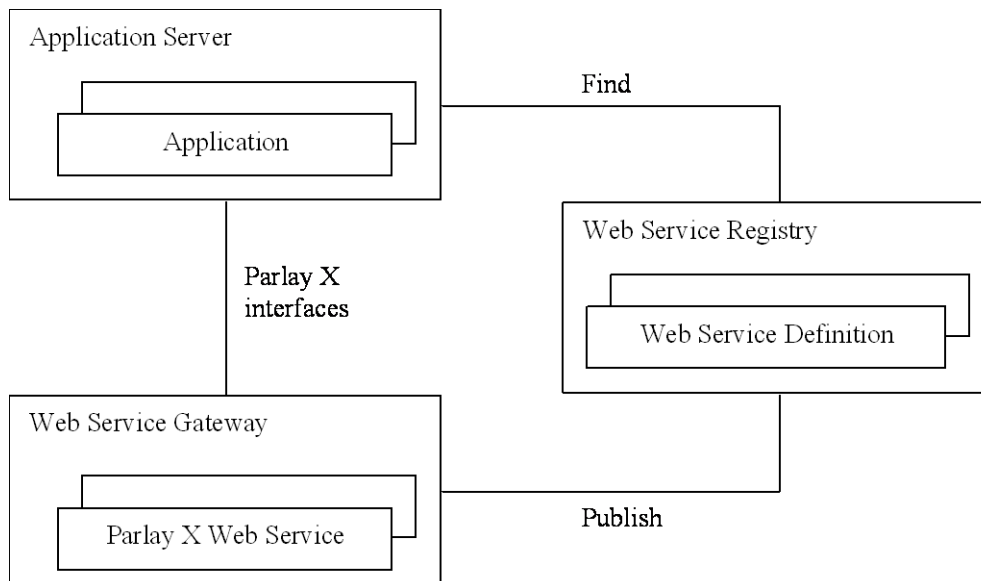 Application Server
Find
Application
Web Service Registry
Parlay X
interfaces
Web Service Definition
Web Service Gateway
Publish
Parlay X Web Service